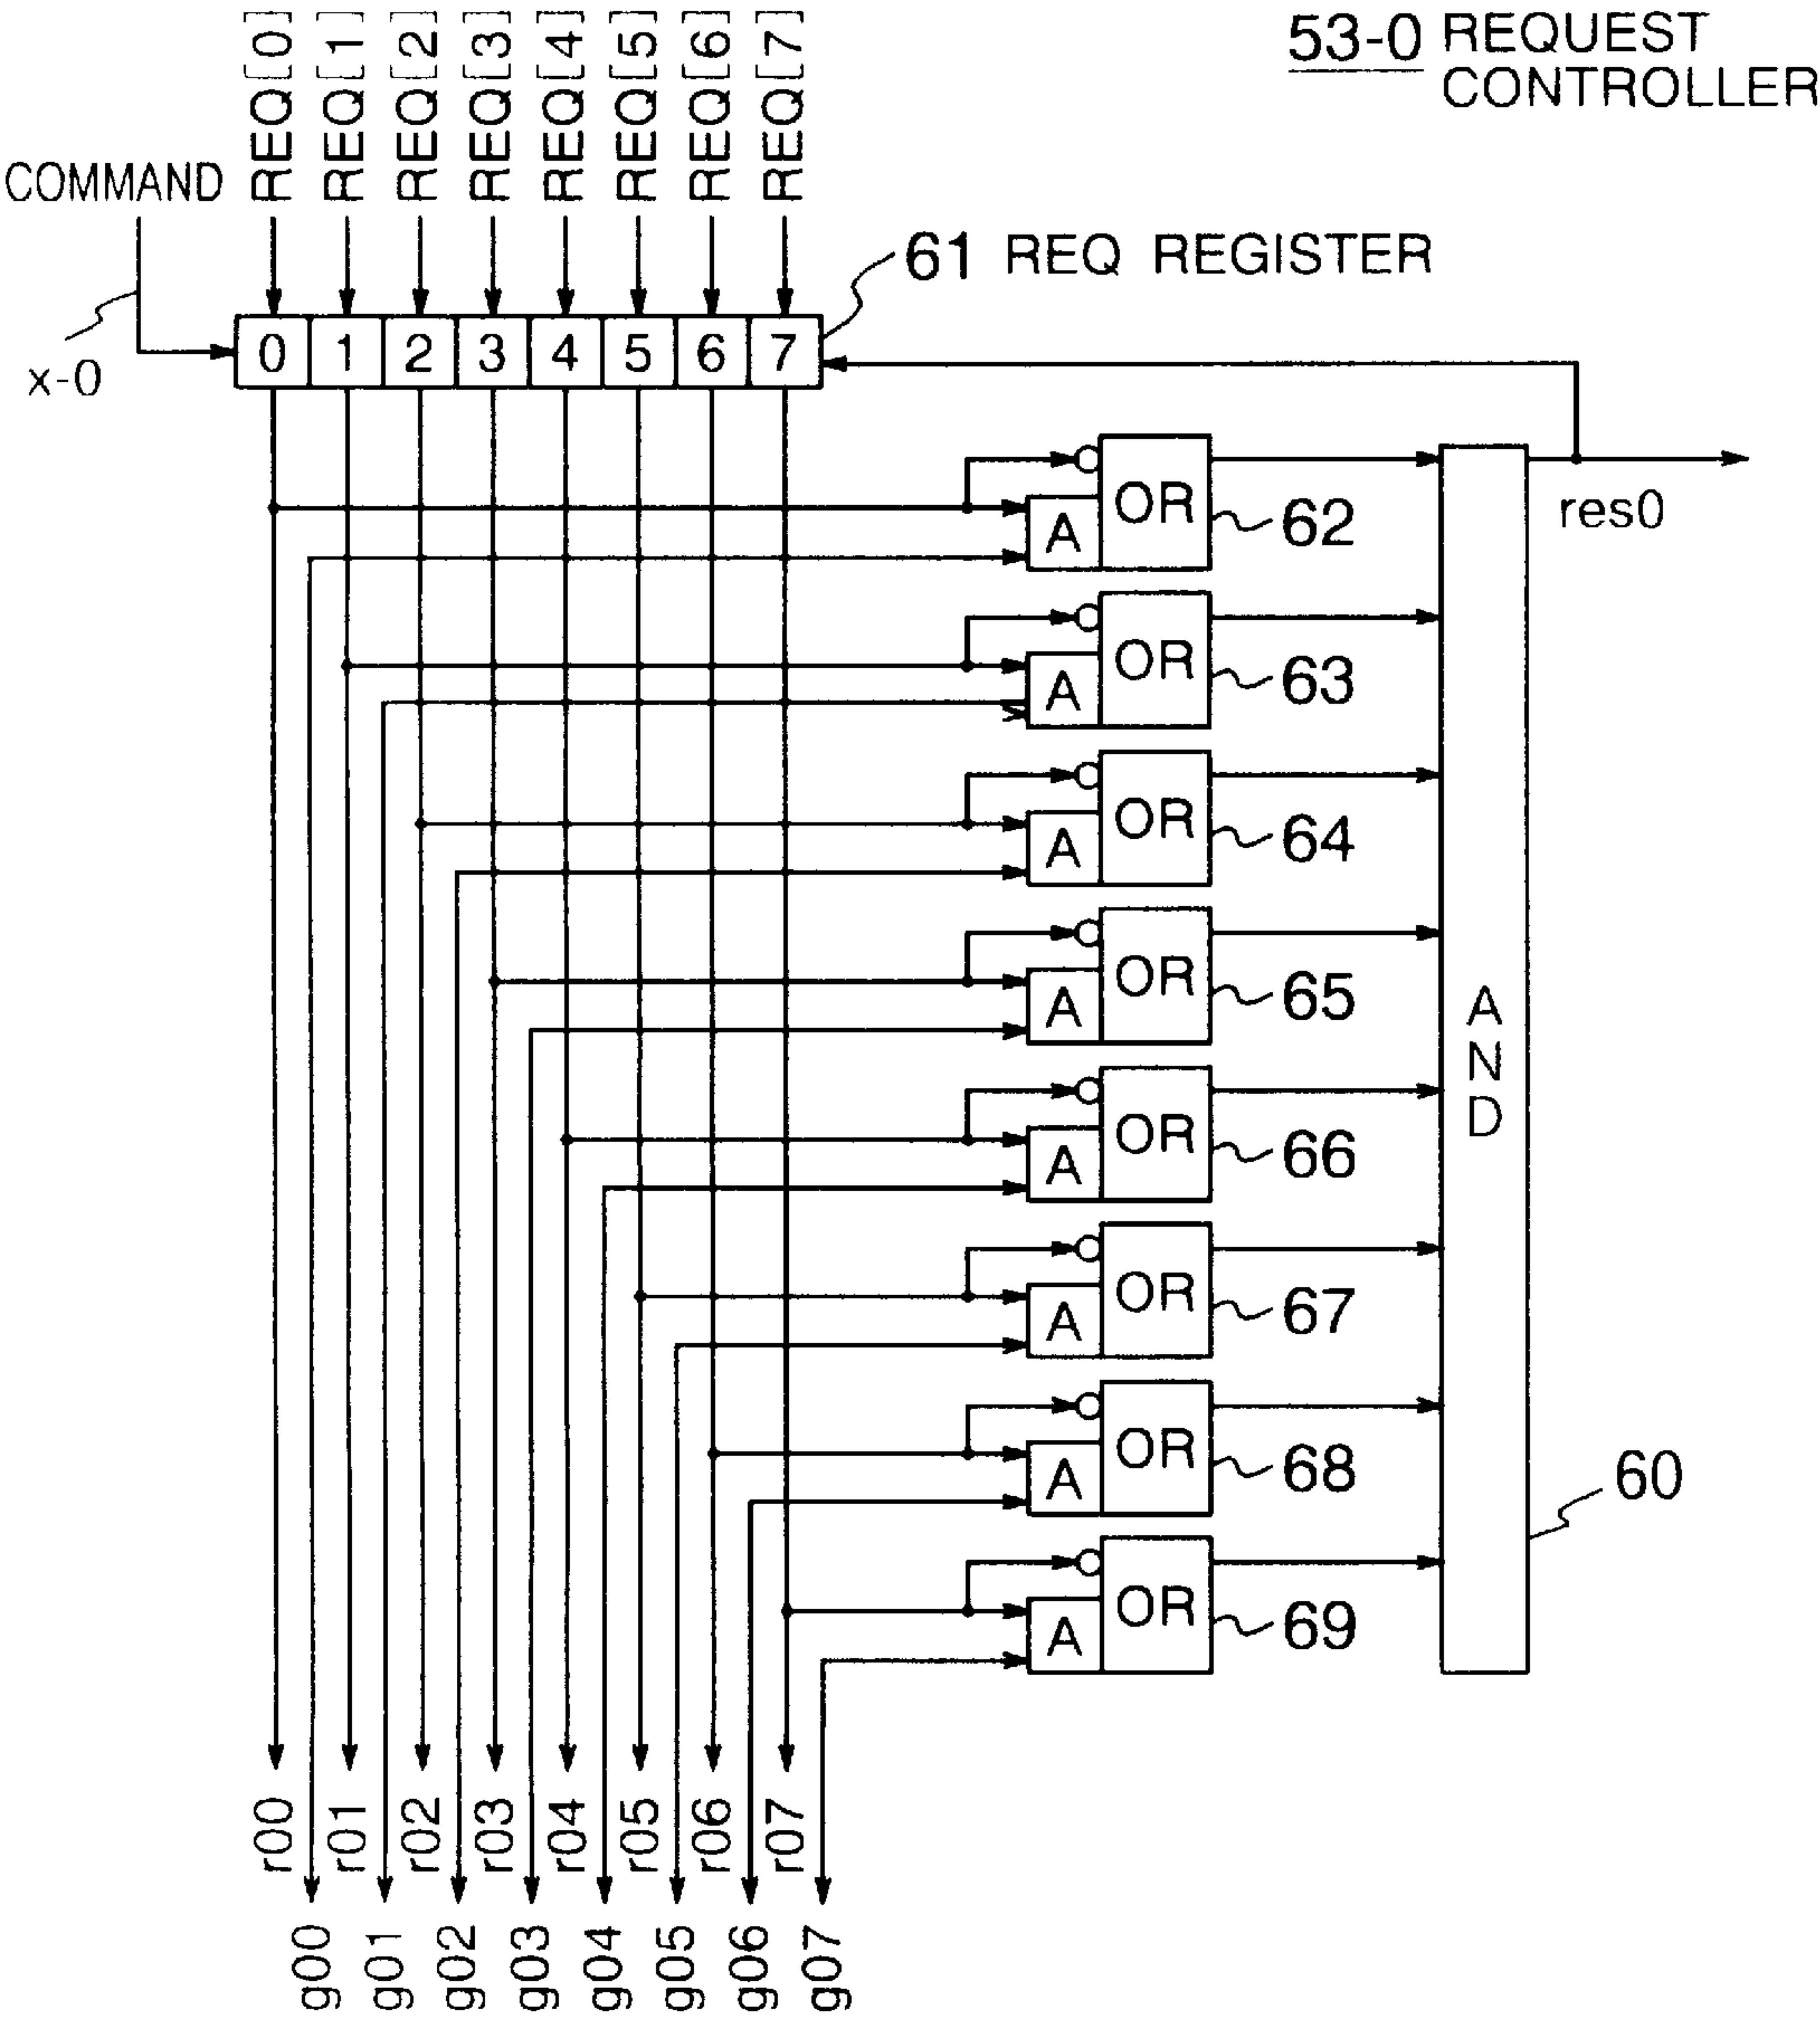 53-0 REQUEST
CONTROLLER
REQ[0]
REQ[1]
REQ[2]
REQ[3]
REQ[4]
REQ[5]
REQ[6]
REQ[7]
COMMAND
61 REQ REGISTER
x-0
0 1 2 3 4 5 6 7
res0
OR
A
62
OR
A
63
OR
A
64
OR
A
65
OR
A
66
OR
A
67
OR
A
68
OR
A
69
AND
60
r00
r01
r02
r03
r04
r05
r06
r07
g00
g01
g02
g03
g04
g05
g06
g07